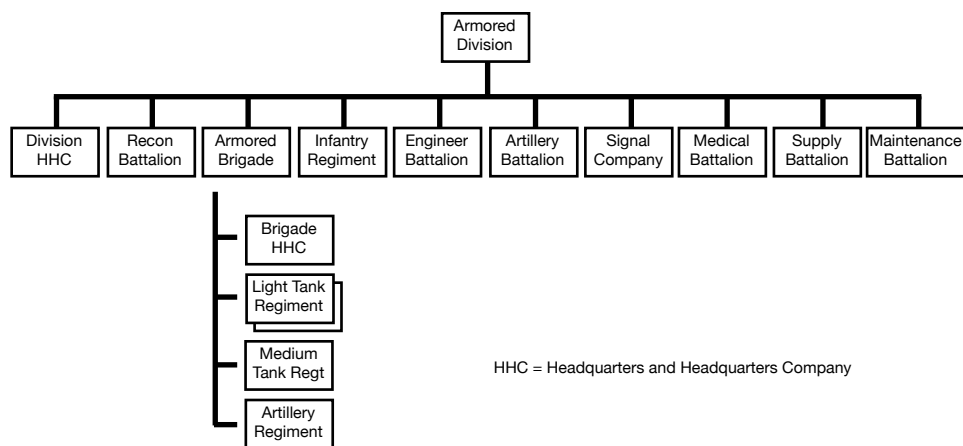 Armored
Division
Division
HHC
Recon
Battalion
Armored
Brigade
Infantry
Regiment
Engineer
Battalion
Artillery
Battalion
Signal
Company
Medical
Battalion
Supply
Battalion
Maintenance
Battalion
Brigade
HHC
Light Tank
Regiment
Medium
Tank Regt
Artillery
Regiment
HHC = Headquarters and Headquarters Company